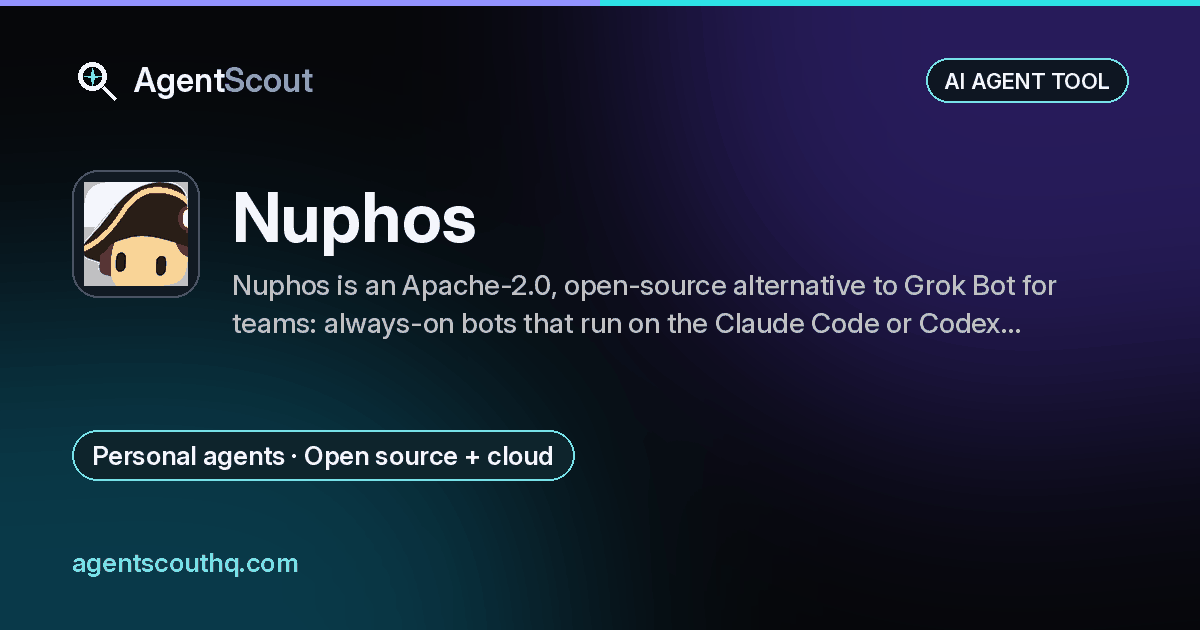 AgentScout
AI AGENT TOOL
Nuphos
Nuphos is an Apache-2.0, open-source alternative to Grok Bot for
teams: always-on bots that run on the Claude Code or Codex...
Personal agents · Open source + cloud
agentscouthq.com